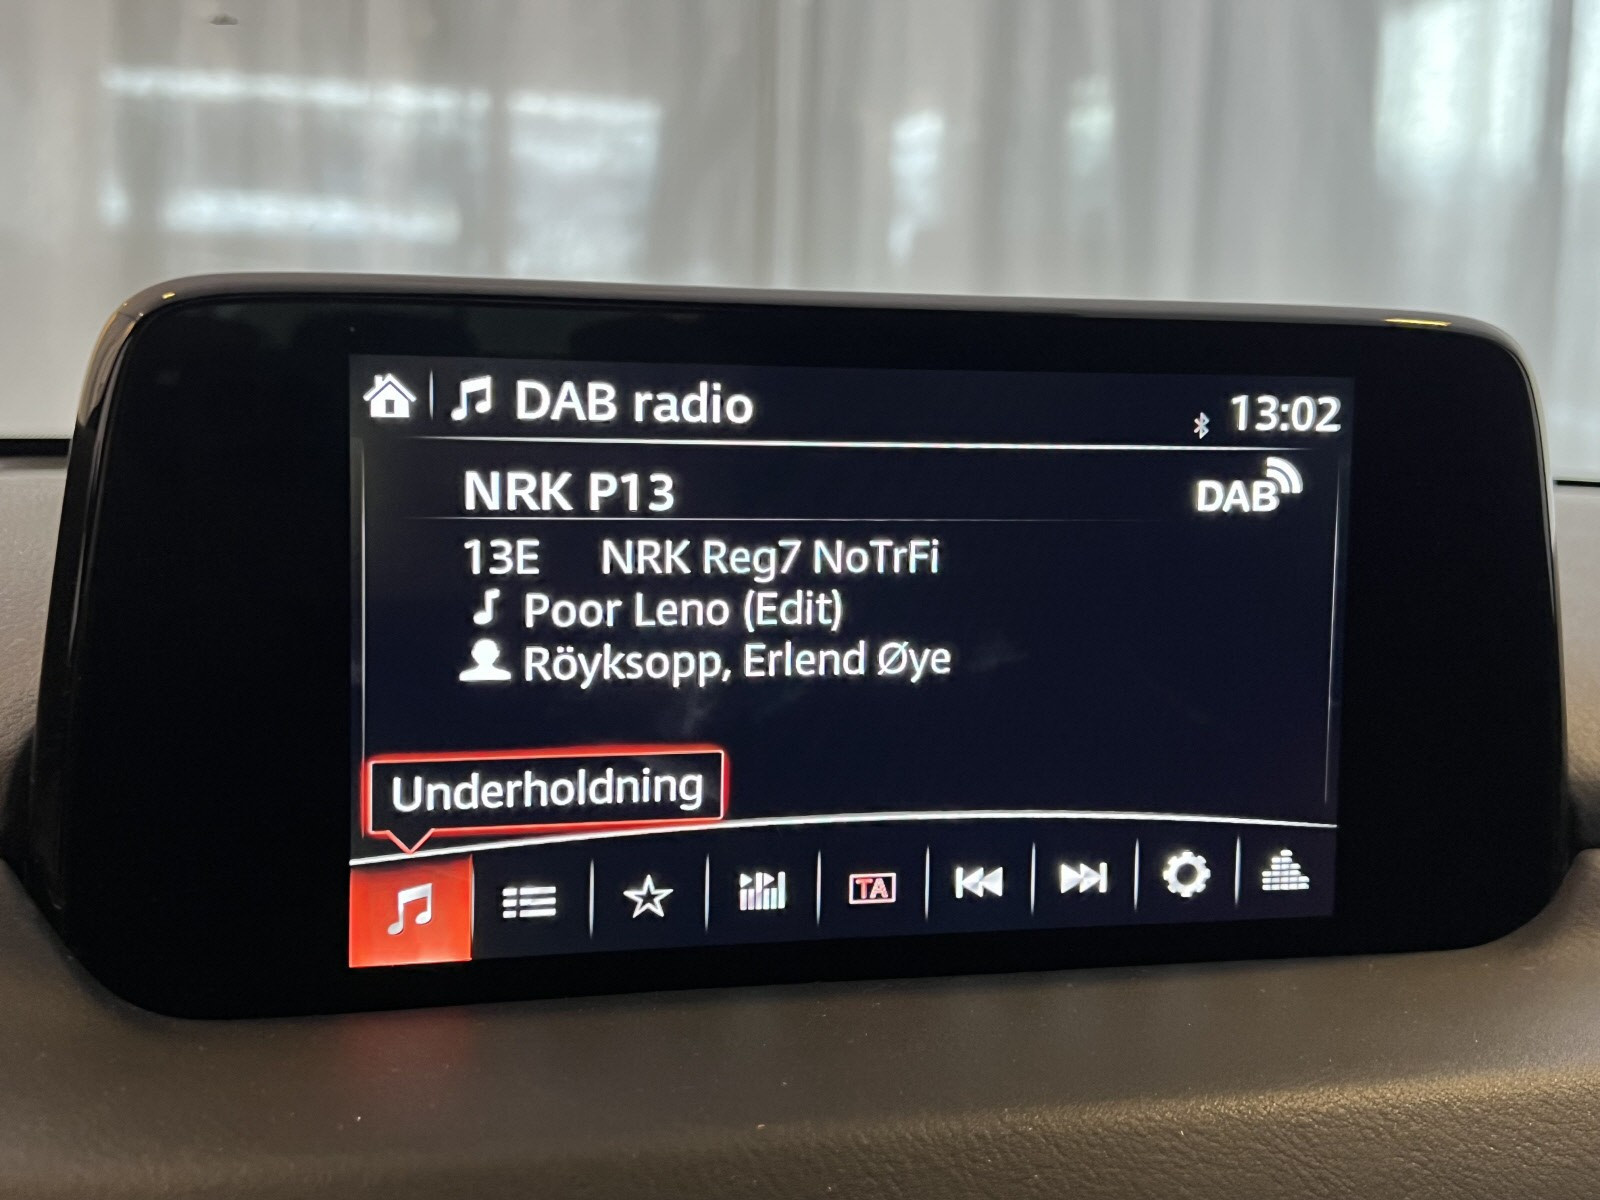 DAB radio
13:02
NRK P13
DAB
13E NRK Reg7 NoTrFi
Poor Leno (Edit)
Röyksopp, Erlend Øye
Underholdning
TA